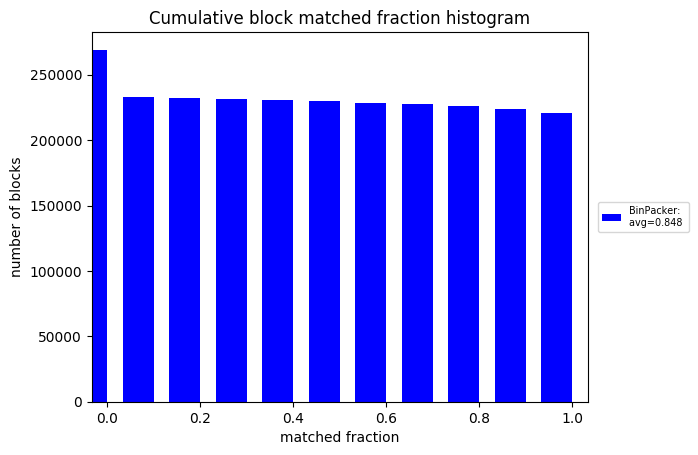 Cumulative block matched fraction histogram
number of blocks
250000
200000
150000
100000
50000
0
0.0 0.2 0.4 0.6 0.8 1.0
matched fraction
BinPacker:
avg=0.848